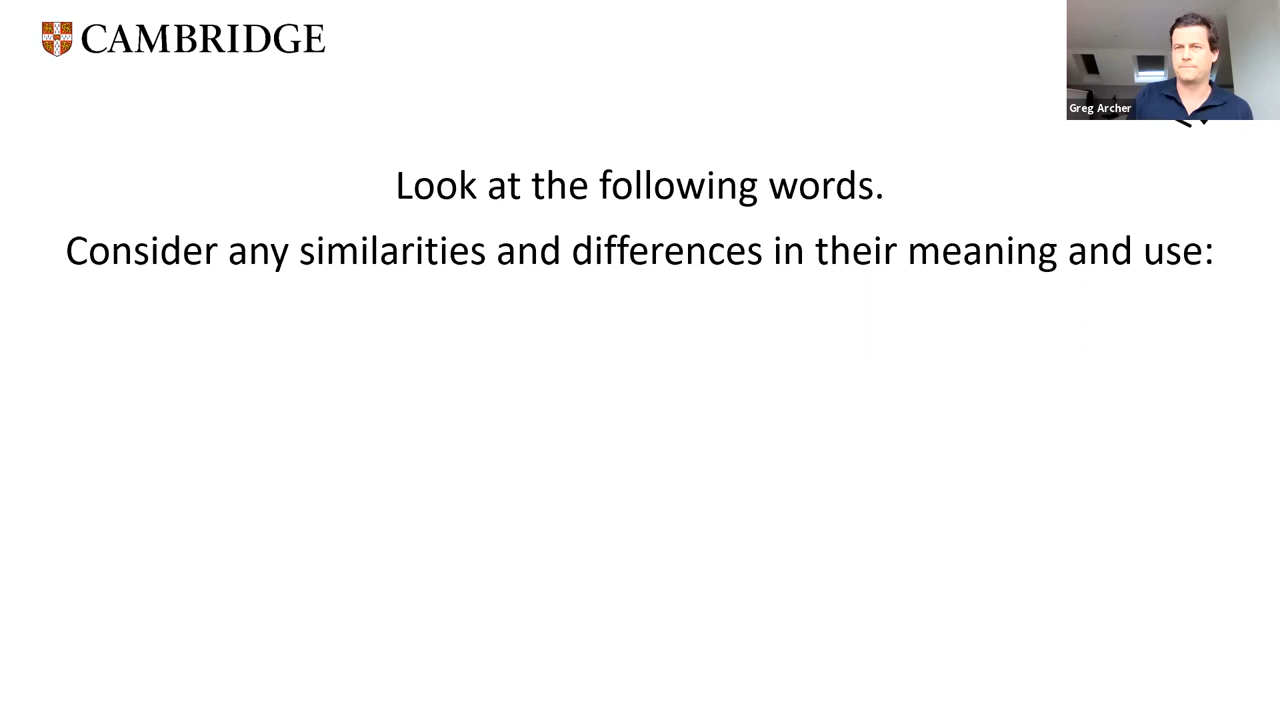 CAMBRIDGE
Greg Archer
Look at the following words.
Consider any similarities and differences in their meaning and use: